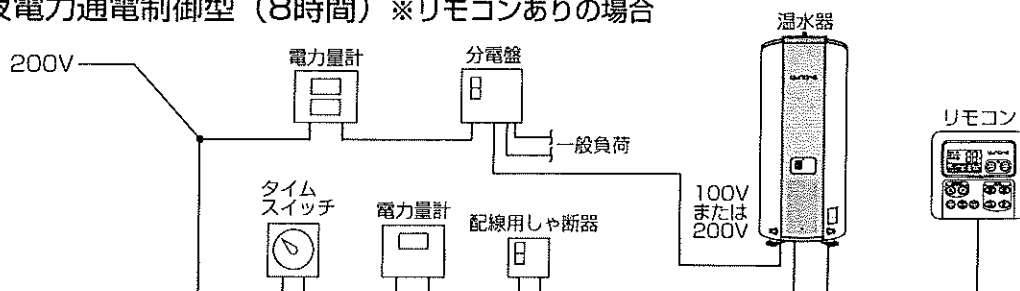 電力通電制御型（8時間）※リモコンありの場合
温水器
200V
電力量計
分電盤
リモコン
一般負荷
タイム
スイッチ
電力量計
配線用しゃ断器
100V
または
200V